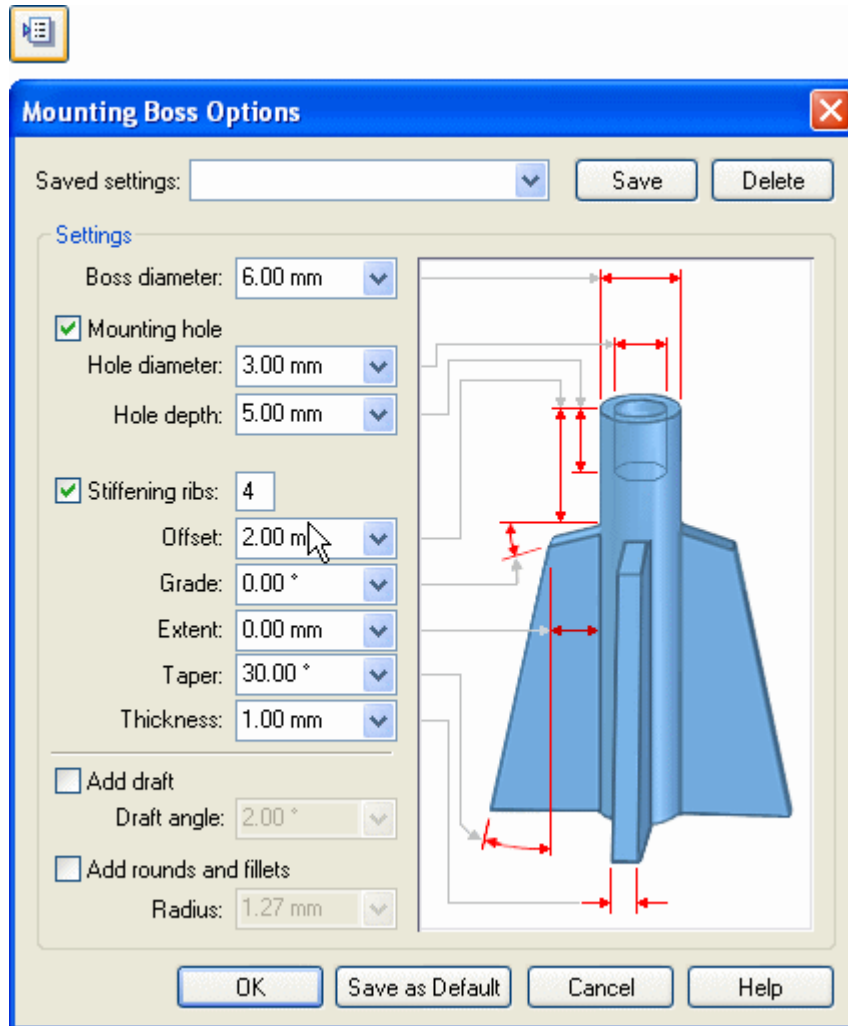 Mounting Boss Options
Saved settings: Save Delete
Settings
Boss diameter: 6.00 mm
Mounting hole
Hole diameter: 3.00 mm
Hole depth: 5.00 mm
Stiffening ribs: 4
Offset: 2.00 m
Grade: 0.00 °
Extent: 0.00 mm
Taper: 30.00 °
Thickness: 1.00 mm
Add draft
Draft angle: 2.00 °
Add rounds and fillets
Radius: 1.27 mm
OK Save as Default Cancel Help